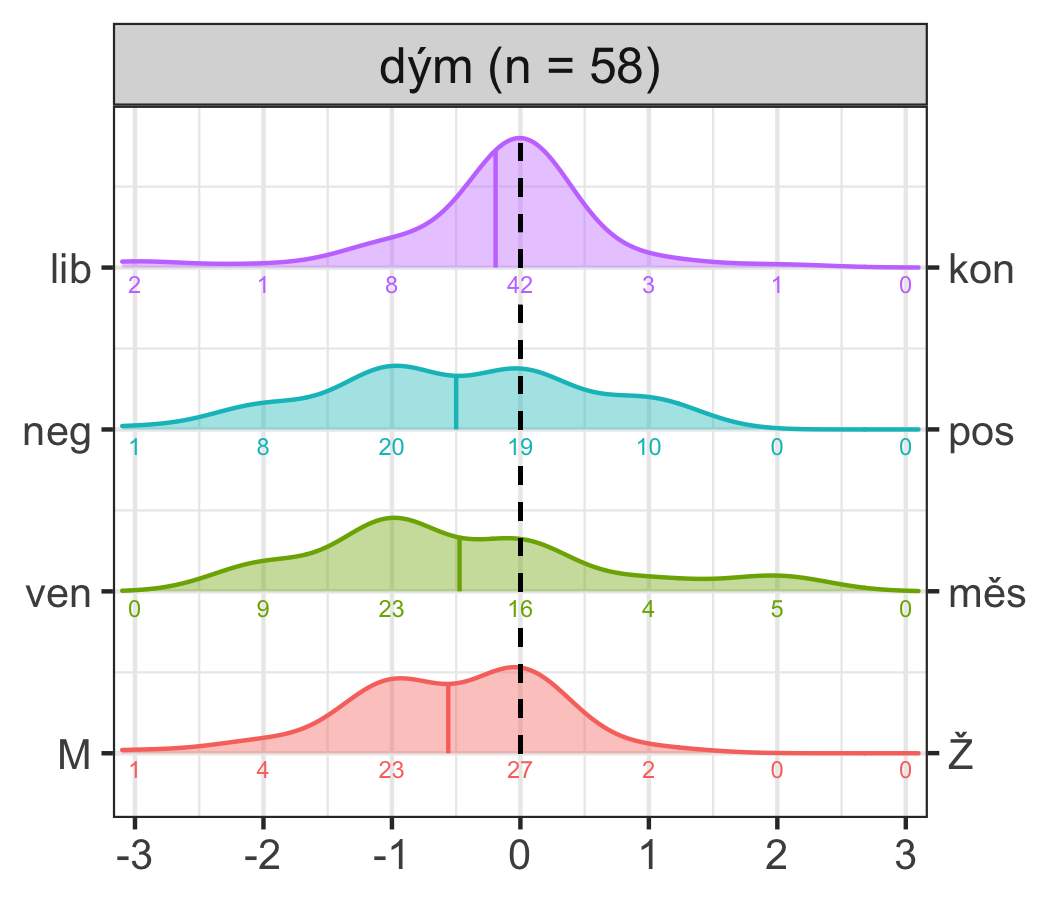 dým (n = 58)
lib kon
2 1 8 42 3 1 0
neg pos
1 8 20 19 10 0 0
ven měs
0 9 23 16 4 5 0
M Ž
1 4 23 27 2 0 0
-3 -2 -1 0 1 2 3